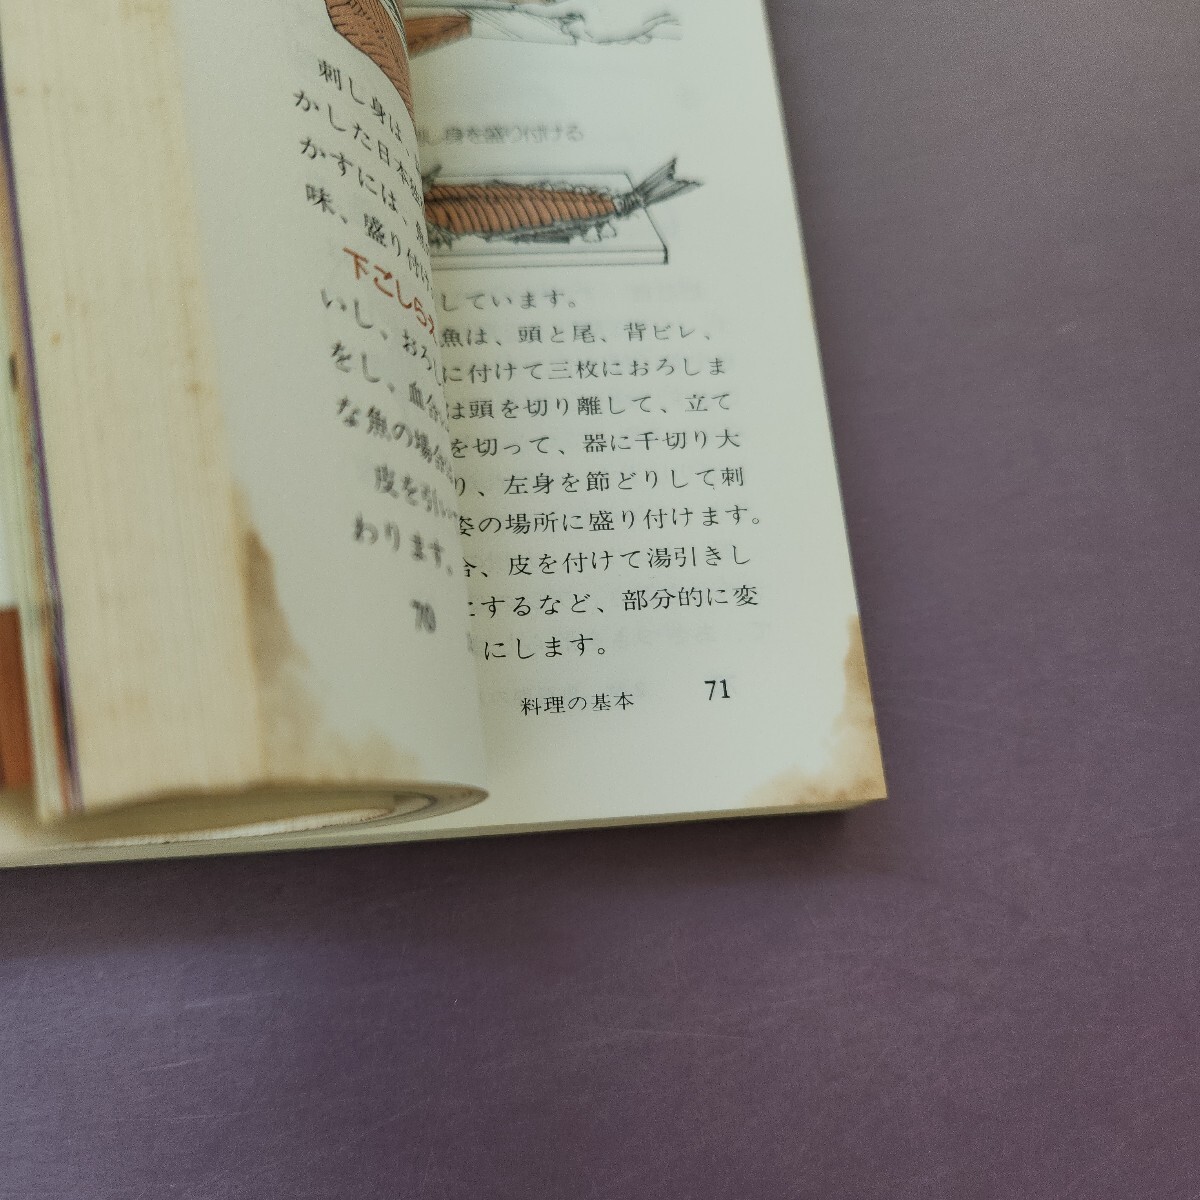 刺し身は、
かした日本
かすには、
味、盛り付け
下ごしらえ
いし、おろし
をし、血合
な魚の場合
皮を引い
わります。
70
しています。
魚は、頭と尾、背ビレ、
に付けて三枚におろしま
は頭を切り離して、立て
を切って、器に千切り大
り、左身を節どりして刺
姿の場所に盛り付けます。
合、皮を付けて湯引きし
にするなど、部分的に変
にします。
料理の基本 71